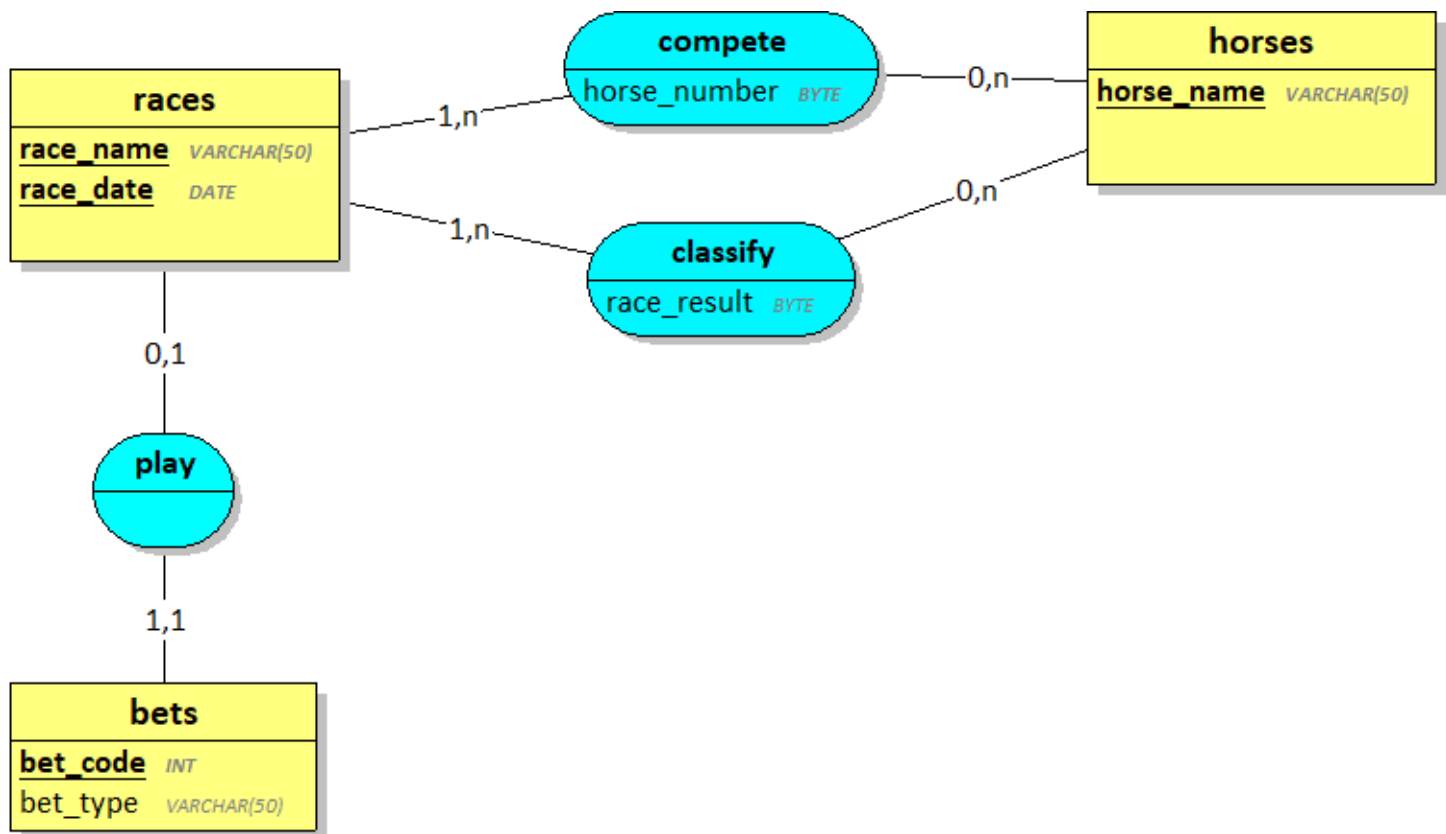 compete
horse_number BYTE
horses
horse_name VARCHAR(50)
races
race_name VARCHAR(50)
race_date DATE
1,n
0,n
1,n
0,n
classify
race_result BYTE
0,1
play
1,1
bets
bet_code INT
bet_type VARCHAR(50)